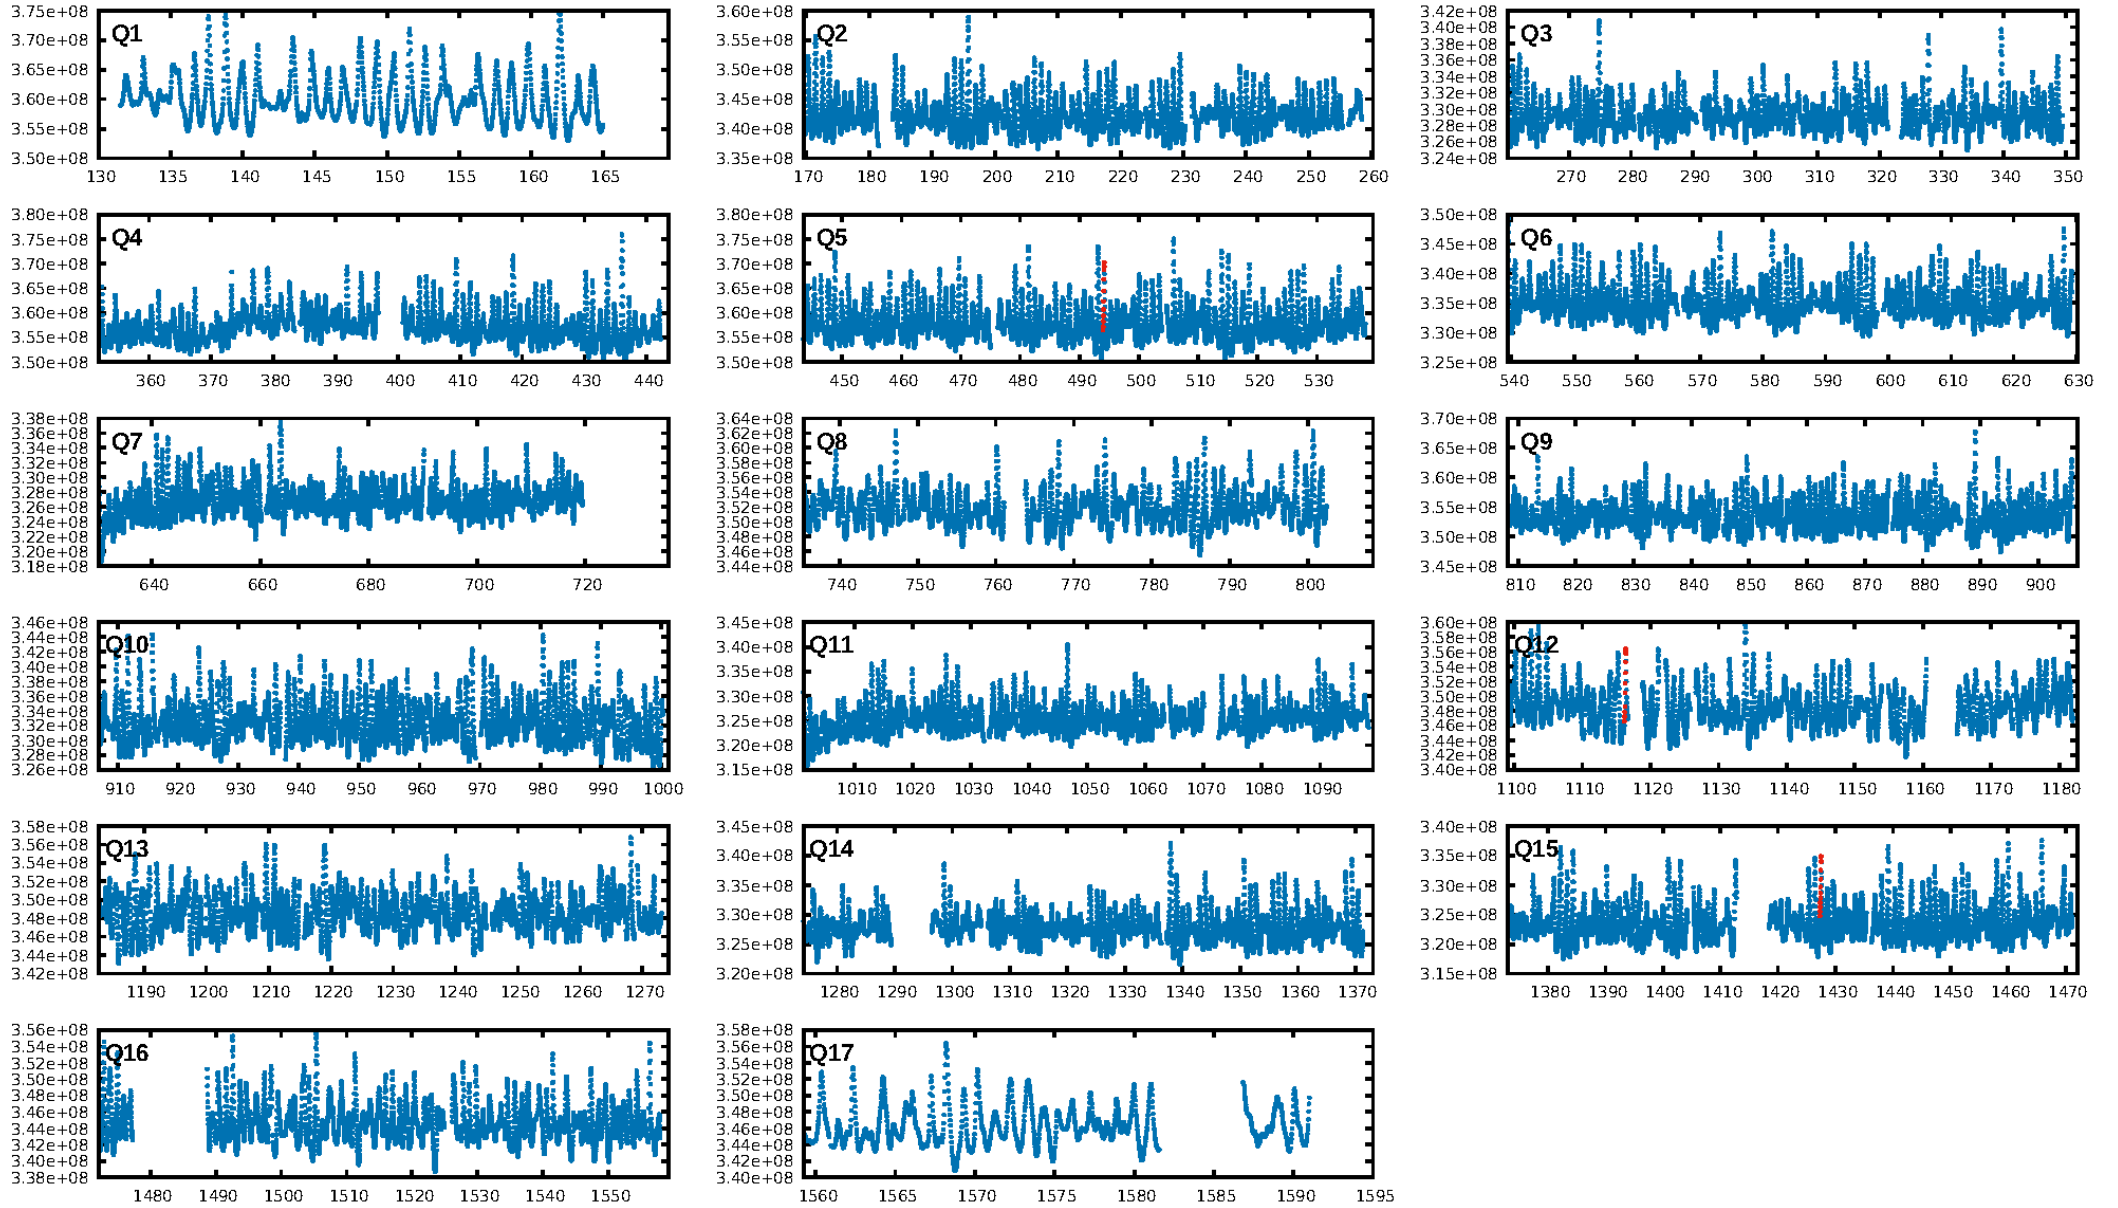 3.75e+08
Q1
3.70e+08
3.65e+08
3.60e+08
3.55e+08
3.50e+08
130 135 140 145 150 155 160 165
3.60e+08
Q2
3.55e+08
3.50e+08
3.45e+08
3.40e+08
3.35e+08
170 180 190 200 210 220 230 240 250 260
3.42e+08
3.40e+08
Q3
3.38e+08
3.36e+08
3.34e+08
3.32e+08
3.30e+08
3.28e+08
3.26e+08
3.24e+08
270 280 290 300 310 320 330 340 350
3.80e+08
Q4
3.75e+08
3.70e+08
3.65e+08
3.60e+08
3.55e+08
3.50e+08
360 370 380 390 400 410 420 430 440
3.80e+08
Q5
3.75e+08
3.70e+08
3.65e+08
3.60e+08
3.55e+08
3.50e+08
450 460 470 480 490 500 510 520 530
3.50e+08
Q6
3.45e+08
3.40e+08
3.35e+08
3.30e+08
3.25e+08
540 550 560 570 580 590 600 610 620 630
3.38e+08
3.36e+08
Q7
3.34e+08
3.32e+08
3.30e+08
3.28e+08
3.26e+08
3.24e+08
3.22e+08
3.20e+08
3.18e+08
640 660 680 700 720
3.64e+08
3.62e+08
Q8
3.60e+08
3.58e+08
3.56e+08
3.54e+08
3.52e+08
3.50e+08
3.48e+08
3.46e+08
3.44e+08
740 750 760 770 780 790 800
3.70e+08
Q9
3.65e+08
3.60e+08
3.55e+08
3.50e+08
3.45e+08
810 820 830 840 850 860 870 880 890 900
3.46e+08
3.44e+08
Q10
3.42e+08
3.40e+08
3.38e+08
3.36e+08
3.34e+08
3.32e+08
3.30e+08
3.28e+08
3.26e+08
910 920 930 940 950 960 970 980 990 1000
3.45e+08
Q11
3.40e+08
3.35e+08
3.30e+08
3.25e+08
3.20e+08
3.15e+08
1010 1020 1030 1040 1050 1060 1070 1080 1090
3.60e+08
3.58e+08
Q12
3.56e+08
3.54e+08
3.52e+08
3.50e+08
3.48e+08
3.46e+08
3.44e+08
3.42e+08
3.40e+08
1100 1110 1120 1130 1140 1150 1160 1170 1180
3.58e+08
3.56e+08
Q13
3.54e+08
3.52e+08
3.50e+08
3.48e+08
3.46e+08
3.44e+08
3.42e+08
1190 1200 1210 1220 1230 1240 1250 1260 1270
3.45e+08
Q14
3.40e+08
3.35e+08
3.30e+08
3.25e+08
3.20e+08
1280 1290 1300 1310 1320 1330 1340 1350 1360 1370
3.40e+08
Q15
3.35e+08
3.30e+08
3.25e+08
3.20e+08
3.15e+08
1380 1390 1400 1410 1420 1430 1440 1450 1460 1470
3.56e+08
3.54e+08
Q16
3.52e+08
3.50e+08
3.48e+08
3.46e+08
3.44e+08
3.42e+08
3.40e+08
3.38e+08
1480 1490 1500 1510 1520 1530 1540 1550
3.58e+08
3.56e+08
Q17
3.54e+08
3.52e+08
3.50e+08
3.48e+08
3.46e+08
3.44e+08
3.42e+08
3.40e+08
1560 1565 1570 1575 1580 1585 1590 1595